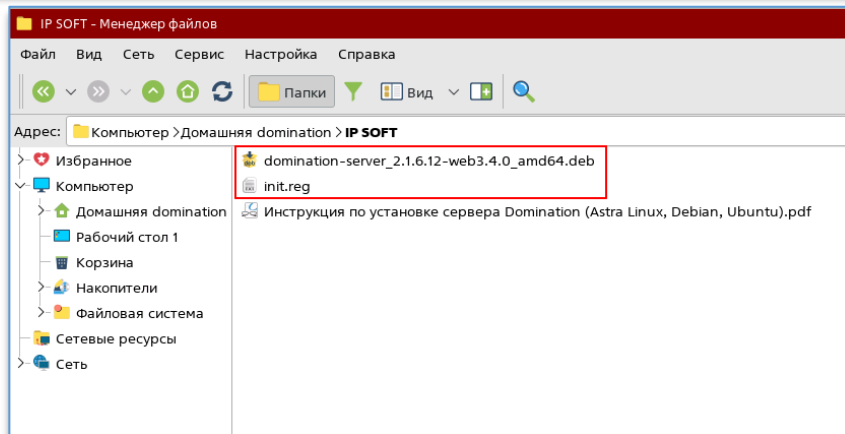 IP SOFT - Менеджер файлов
Файл Вид Сеть Сервис Настройка Справка
Папки Вид
Адрес: Компьютер >Домашняя domination > IP SOFT
Избранное
Компьютер
Домашняя domination
Рабочий стол 1
Корзина
Накопители
Файловая система
Сетевые ресурсы
Сеть
domination-server_2.1.6.12-web3.4.0_amd64.deb
init.reg
Инструкция по установке сервера Domination (Astra Linux, Debian, Ubuntu).pdf